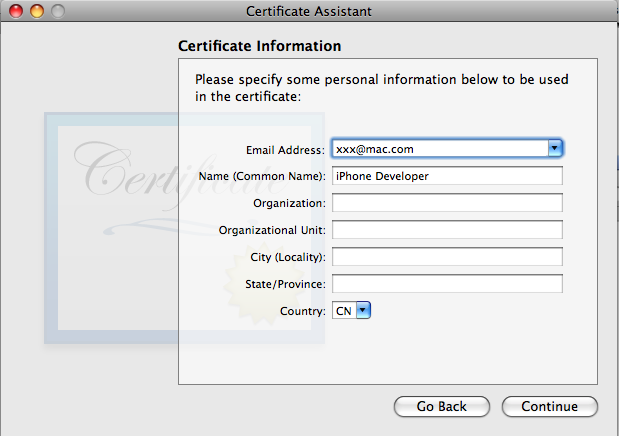 Certificate Assistant
Certificate Information
Please specify some personal information below to be used
in the certificate:
Certificate
Email Address: xxx@mac.com
Name (Common Name): iPhone Developer
Organization:
Organizational Unit:
City (Locality):
State/Province:
Country: CN
Go Back Continue